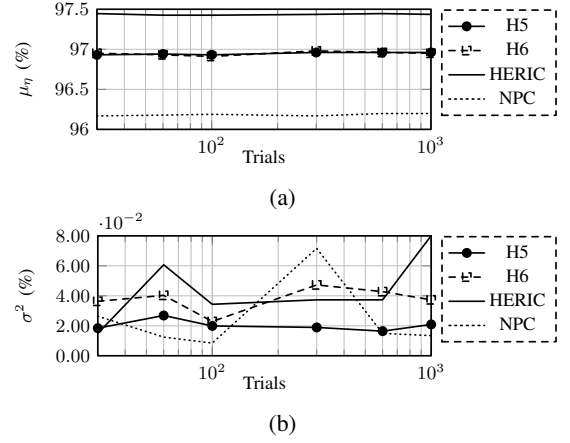 97.5
97
96.5
96
μη (%)
10²
10³
Trials
H5
H6
HERIC
NPC
(a)
·10⁻²
8.00
6.00
4.00
2.00
0.00
σ² (%)
10²
10³
Trials
H5
H6
HERIC
NPC
(b)